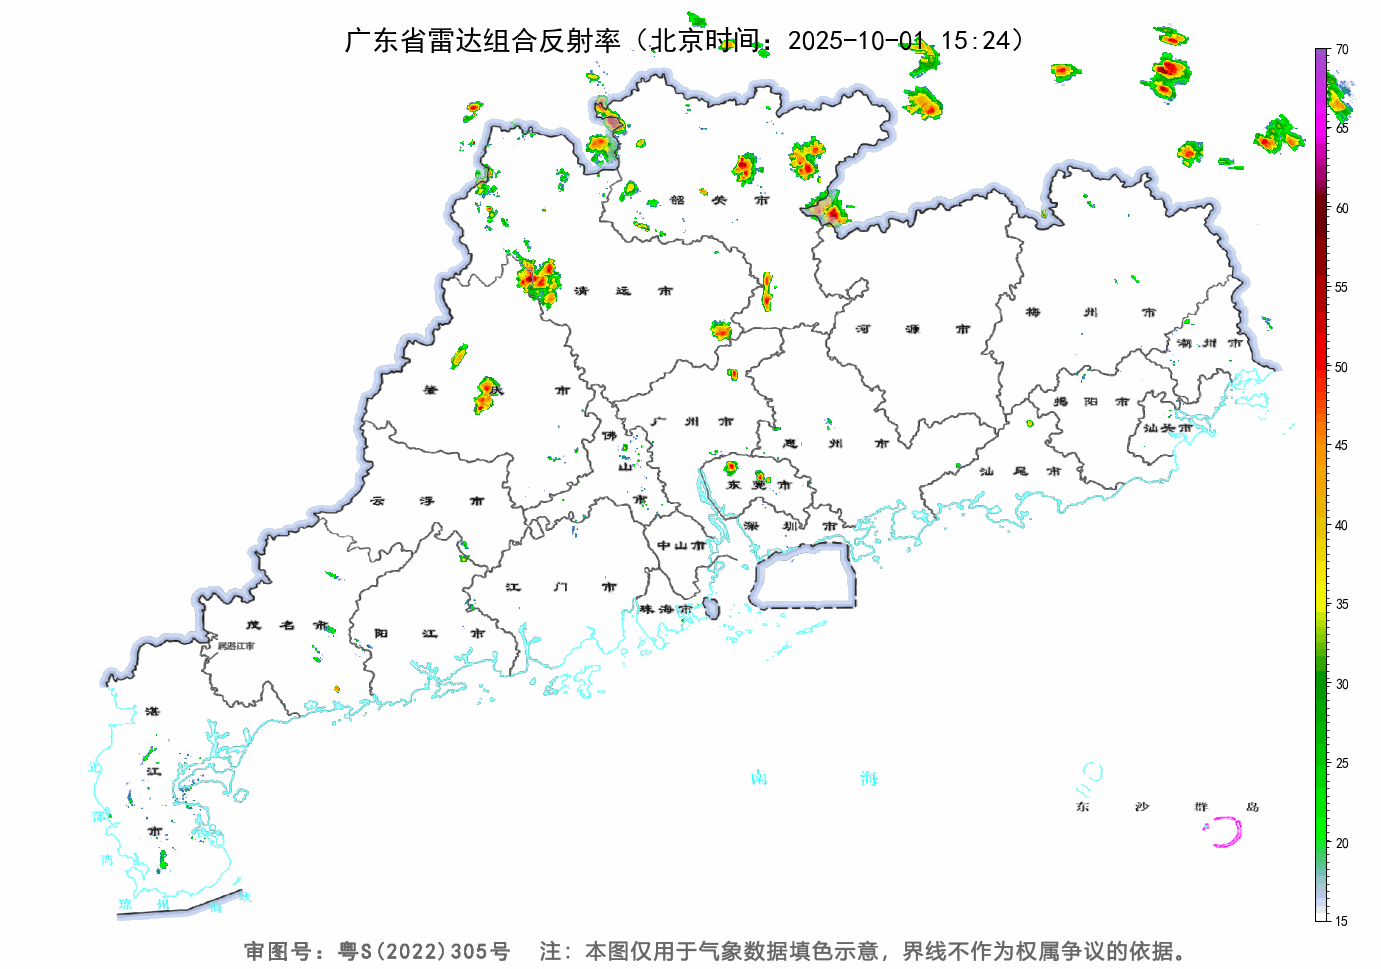 广东省雷达组合反射率（北京时间：2025-10-01 15:24）
70
65
60
55
50
45
40
35
30
25
20
15
韶关市
清远市
河源市
梅州市
潮州市
肇庆市
广州市
佛山市
惠州市
揭阳市
汕头市
汕尾市
东莞市
云浮市
深圳市
中山市
江门市
珠海市
茂名市
阳江市
属湛江市
湛江市
北部湾
南海
东沙群岛
琼州海峡
审图号：粤S(2022)305号 注：本图仅用于气象数据填色示意，界线不作为权属争议的依据。